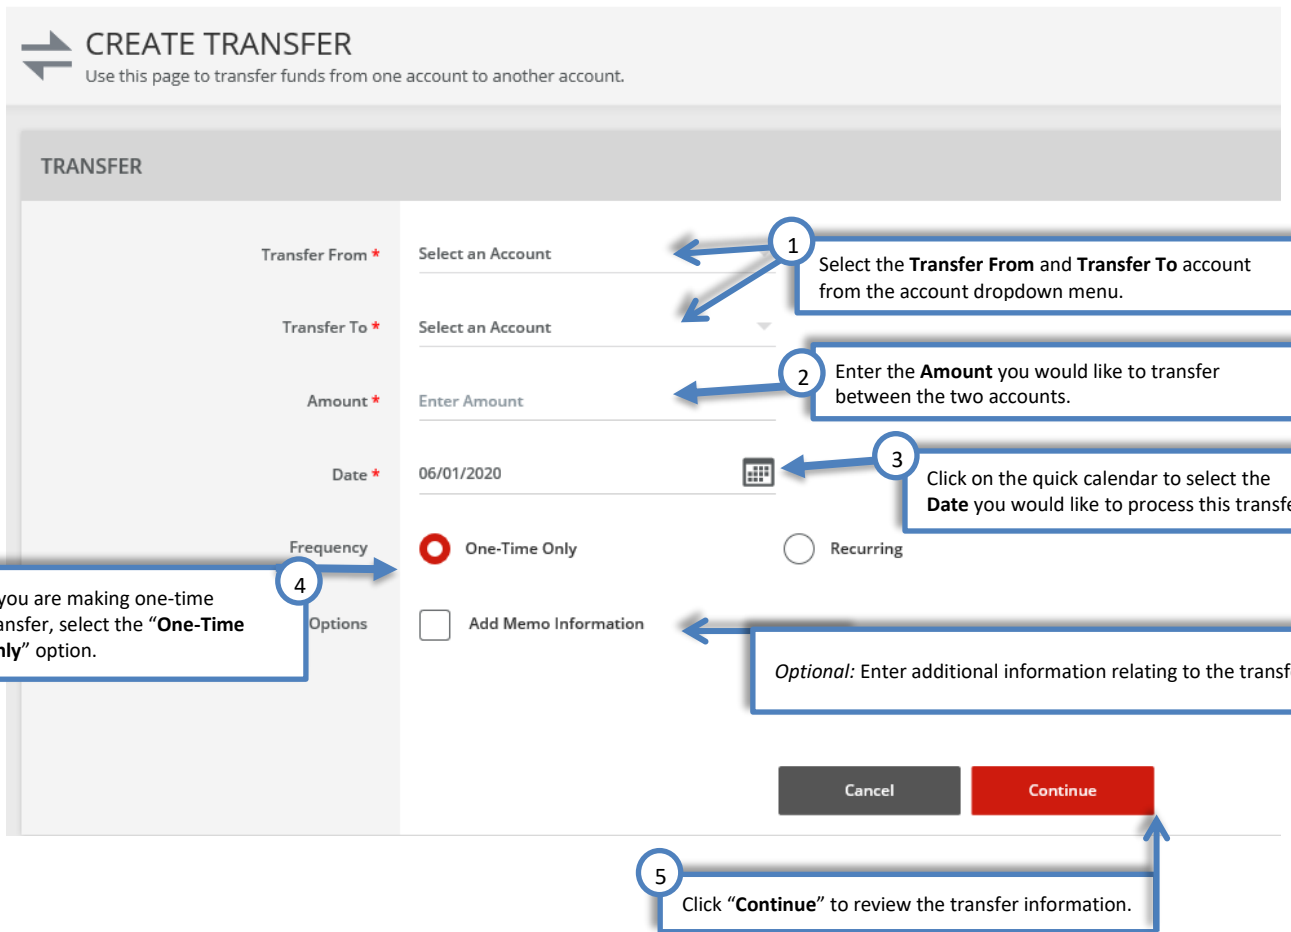 CREATE TRANSFER
Use this page to transfer funds from one account to another account.
TRANSFER
Transfer From *
Select an Account
1
Select the Transfer From and Transfer To account
from the account dropdown menu.
Transfer To *
Select an Account
2
Enter the Amount you would like to transfer
between the two accounts.
Amount *
Enter Amount
3
Click on the quick calendar to select the
Date you would like to process this transfe
Date *
06/01/2020
Frequency
One-Time Only
Recurring
4
you are making one-time
ansfer, select the “One-Time
nly” option.
Options
Add Memo Information
Optional: Enter additional information relating to the transf
Cancel
Continue
5
Click “Continue” to review the transfer information.